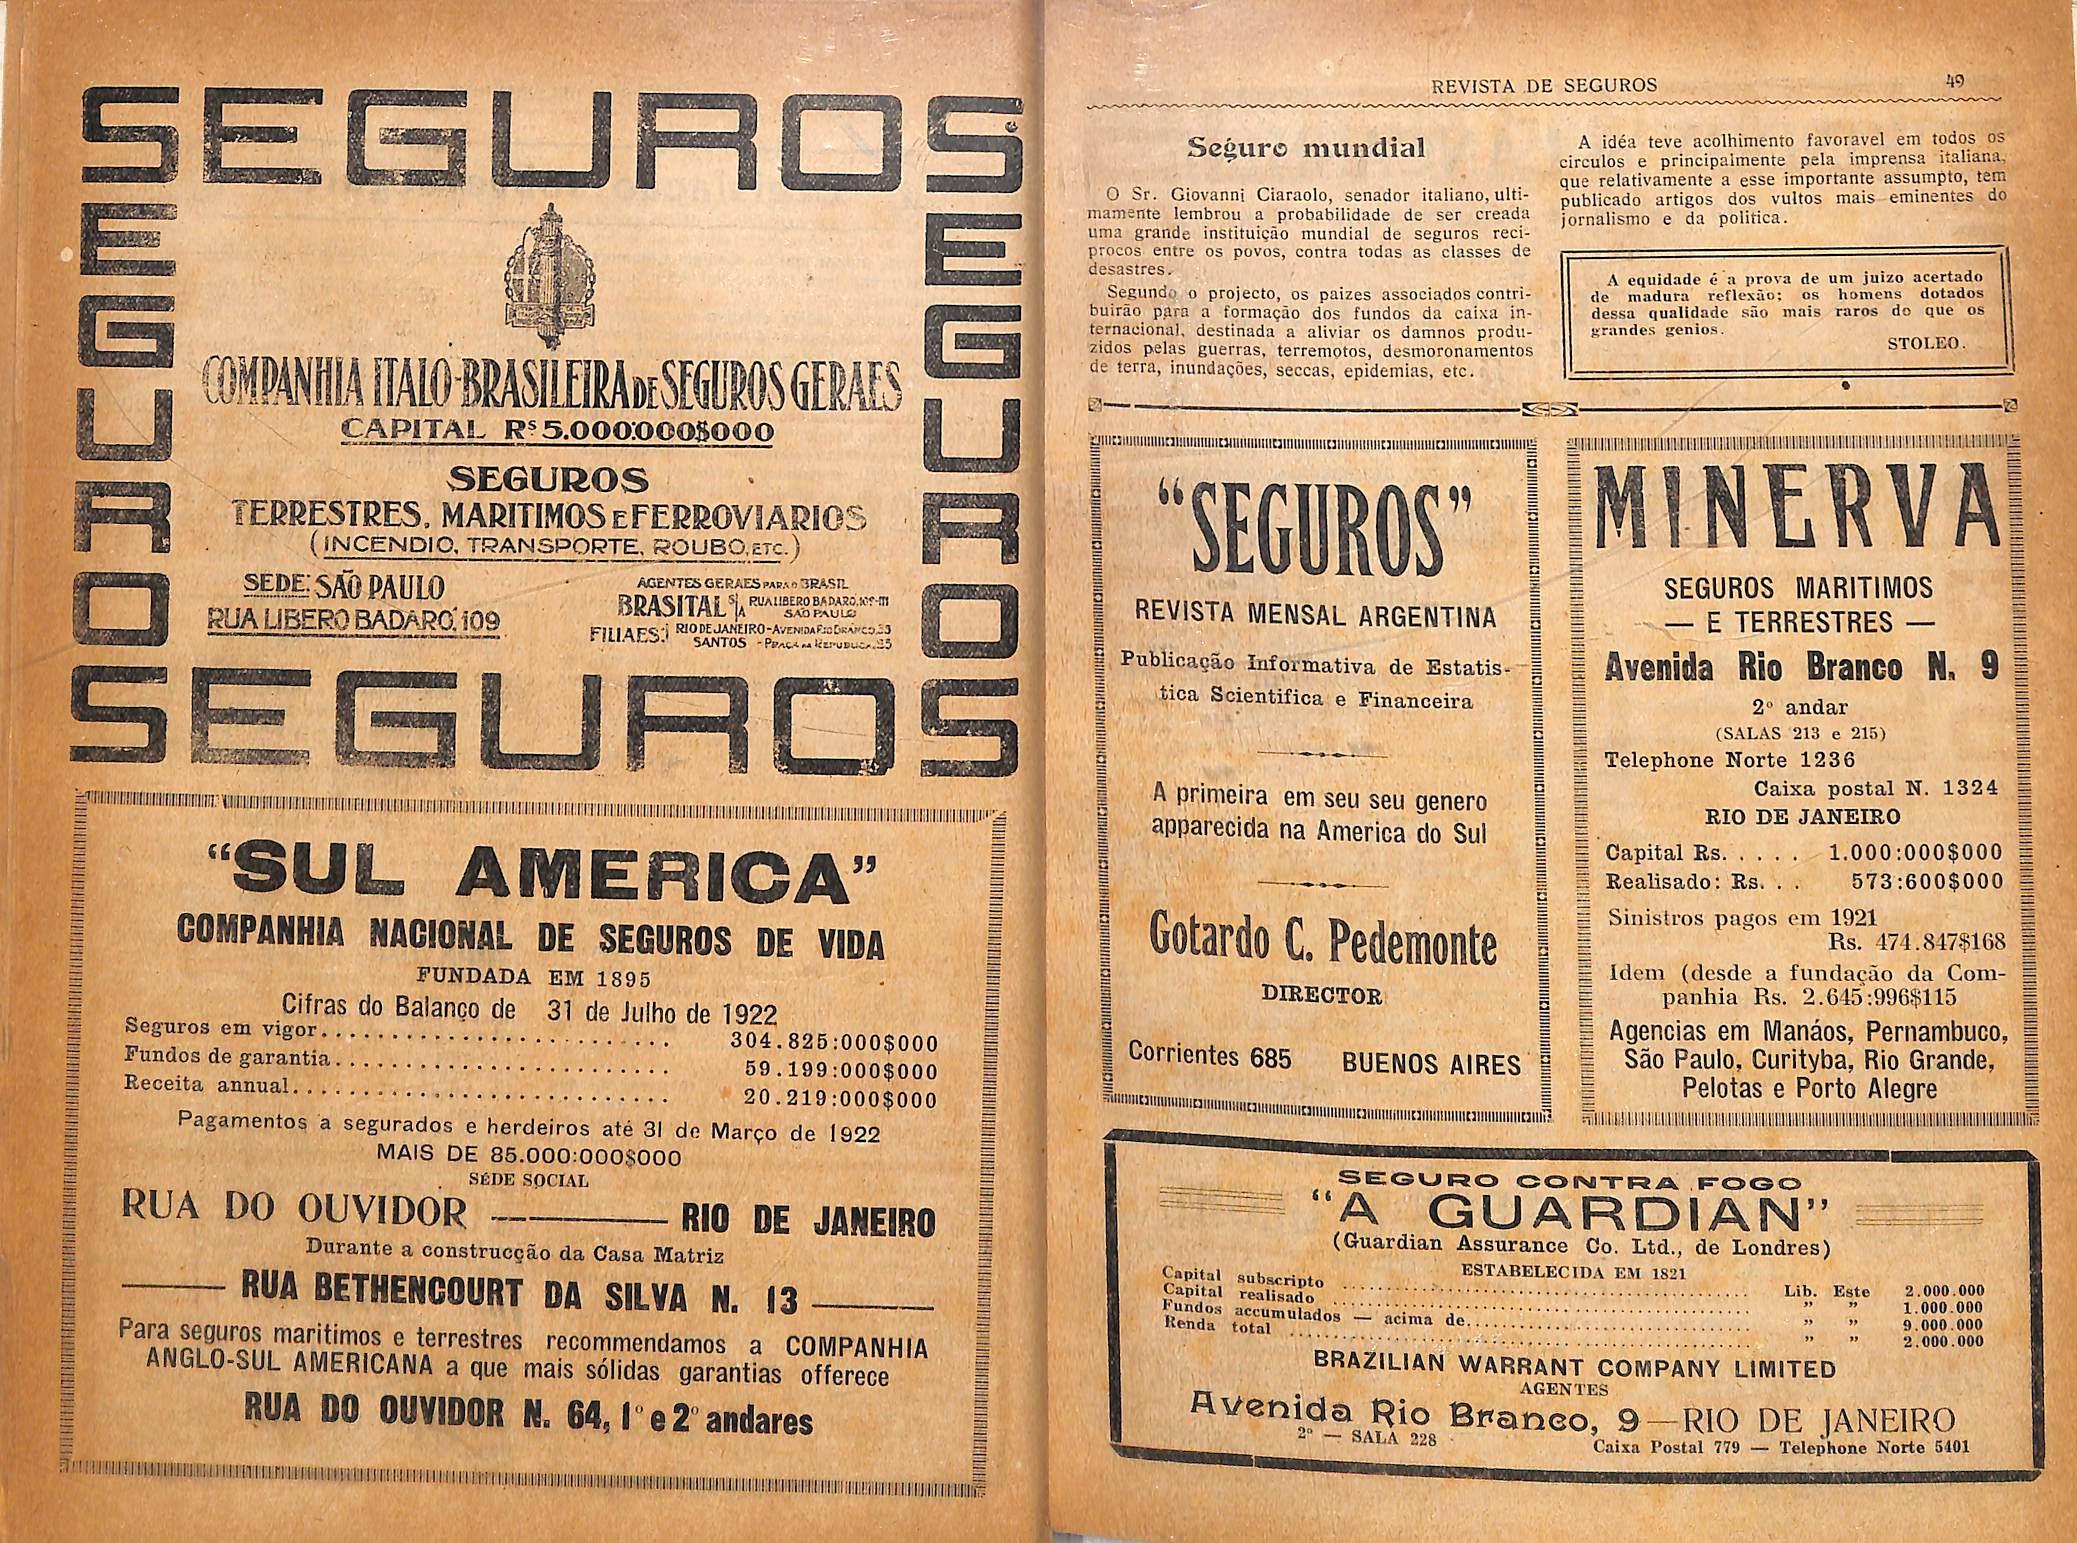 SEGUROS
SEGUROS
SEGUROS
COMPANHIA ITALO-BRASILEIRA DE SEGUROS GERAES
CAPITAL Rs 5.000:000$000
SEGUROS
TERRESTRES, MARITIMOS E FERROVIARIOS
(INCENDIO, TRANSPORTE, ROUBO, ETC.)
SEDE: SÃO PAULO
RUA LIBERO BADARÓ, 109
AGENTES GERAES PARA O BRASIL
BRASITAL S/A RUA LIBERO BADARO, 109-111
SAO PAULO
FILIAES: RIO DE JANEIRO - AVENIDA RIO BRANCO,
SANTOS - PRAÇA DA REPUBLICA,
SEGUROS
"SUL AMERICA"
COMPANHIA NACIONAL DE SEGUROS DE VIDA
FUNDADA EM 1895
Cifras do Balanço de 31 de Julho de 1922
Seguros em vigor.......................... 304.825:000$000
Fundos de garantia........................ 59.199:000$000
Receita annual............................ 20.219:000$000
Pagamentos a segurados e herdeiros até 31 de Março de 1922
MAIS DE 85.000:000$000
SÉDE SOCIAL
RUA DO OUVIDOR ———— RIO DE JANEIRO
Durante a construcção da Casa Matriz
—— RUA BETHENCOURT DA SILVA N. 13 ——
Para seguros maritimos e terrestres recommendamos a COMPANHIA
ANGLO-SUL AMERICANA a que mais sólidas garantias offerece
RUA DO OUVIDOR N. 64, 1º e 2º andares
REVISTA DE SEGUROS 49
Seguro mundial
O Sr. Giovanni Ciaraolo, senador italiano, ulti-
mamente lembrou a probabilidade de ser creada
uma grande instituição mundial de seguros reci-
procos entre os povos, contra todas as classes de
desastres.
Segundo o projecto, os paizes associados contri-
buirão para a formação dos fundos da caixa in-
ternacional, destinada a aliviar os damnos produ-
zidos pelas guerras, terremotos, desmoronamentos
de terra, inundações, seccas, epidemias, etc.
A idéa teve acolhimento favoravel em todos os
circulos e principalmente pela imprensa italiana,
que relativamente a esse importante assumpto, tem
publicado artigos dos vultos mais eminentes do
jornalismo e da politica.
A equidade é a prova de um juizo acertado
de madura reflexão; os homens dotados
dessa qualidade são mais raros do que os
grandes genios.
STOLEO.
"SEGUROS"
REVISTA MENSAL ARGENTINA
Publicação Informativa de Estatis-
tica Scientifica e Financeira
A primeira em seu seu genero
apparecida na America do Sul
Gotardo C. Pedemonte
DIRECTOR
Corrientes 685 BUENOS AIRES
MINERVA
SEGUROS MARITIMOS
— E TERRESTRES —
Avenida Rio Branco N. 9
2º andar
(SALAS 213 e 215)
Telephone Norte 1236
Caixa postal N. 1324
RIO DE JANEIRO
Capital Rs. . . . . 1.000:000$000
Realisado: Rs. . . 573:600$000
Sinistros pagos em 1921
Rs. 474.847$168
Idem (desde a fundação da Com-
panhia Rs. 2.645:996$115
Agencias em Manáos, Pernambuco,
São Paulo, Curityba, Rio Grande,
Pelotas e Porto Alegre
SEGURO CONTRA FOGO
"A GUARDIAN"
(Guardian Assurance Co. Ltd., de Londres)
ESTABELECIDA EM 1821
Capital subscripto .......... Lib. Este 2.000.000
Capital realisado .......... " " 1.000.000
Fundos accumulados — acima de.......... " " 9.000.000
Renda total .......... " " 2.000.000
BRAZILIAN WARRANT COMPANY LIMITED
AGENTES
Avenida Rio Branco, 9 — RIO DE JANEIRO
2º — SALA 228
Caixa Postal 779 — Telephone Norte 5401